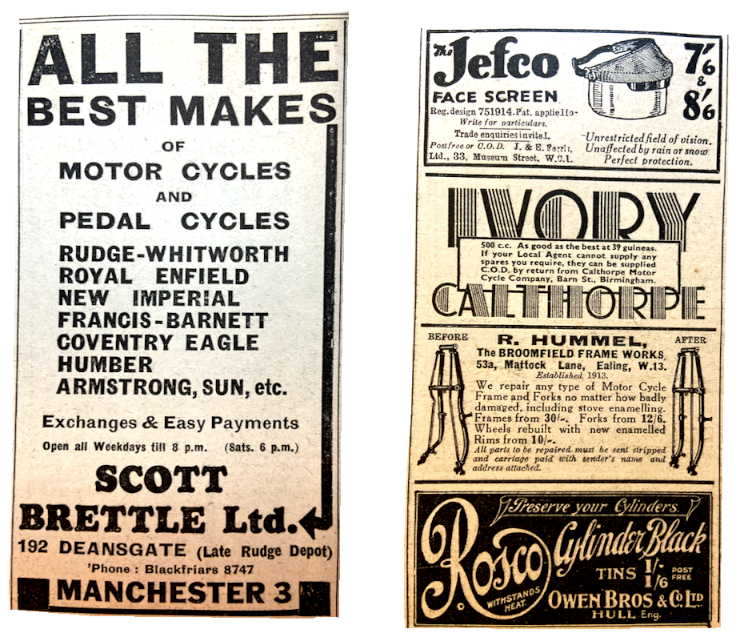 ALL THE
BEST MAKES
OF
MOTOR CYCLES
AND
PEDAL CYCLES
RUDGE-WHITWORTH
ROYAL ENFIELD
NEW IMPERIAL
FRANCIS-BARNETT
COVENTRY EAGLE
HUMBER
ARMSTRONG, SUN, etc.
Exchanges & Easy Payments
Open all Weekdays till 8 p.m. (Sats. 6 p.m.)
SCOTT
BRETTLE Ltd.
192 DEANSGATE (Late Rudge Depot)
'Phone : Blackfriars 8747
MANCHESTER 3
The Jefco
FACE SCREEN
Reg. design 751914. Pat. applied fo-
Write for particulars.
Trade enquiries invited.
Post free or C.O.D. J. & E.
Ltd., 33, Museum Street, W.C.1.
7/6
&
8/6
Unrestricted field of vision.
Unaffected by rain or snow.
Perfect protection.
IVORY
500 c.c. As good as the best at 39 guineas.
If your Local Agent cannot supply any
spares you require, they can be supplied
C.O.D. by return from Calthorpe Motor
Cycle Company, Barn St., Birmingham.
CALTHORPE
BEFORE
R. HUMMEL,
AFTER
The BROOMFIELD FRAME WORKS,
53a, Mattock Lane, Ealing, W.13.
Established 1913.
We repair any type of Motor Cycle
Frame and Forks no matter how badly
damaged, including stove enamelling.
Frames from 30/-. Forks from 12/6.
Wheels rebuilt with new enamelled
Rims from 10/-.
All parts to be repaired must be sent stripped
and carriage paid with sender's name and
address attached.
Preserve your Cylinders
Rosco
WITHSTANDS
HEAT.
Cylinder Black
TINS 1/- 1/6 POST FREE
OWEN BROS & Co. LTD
HULL, Eng.